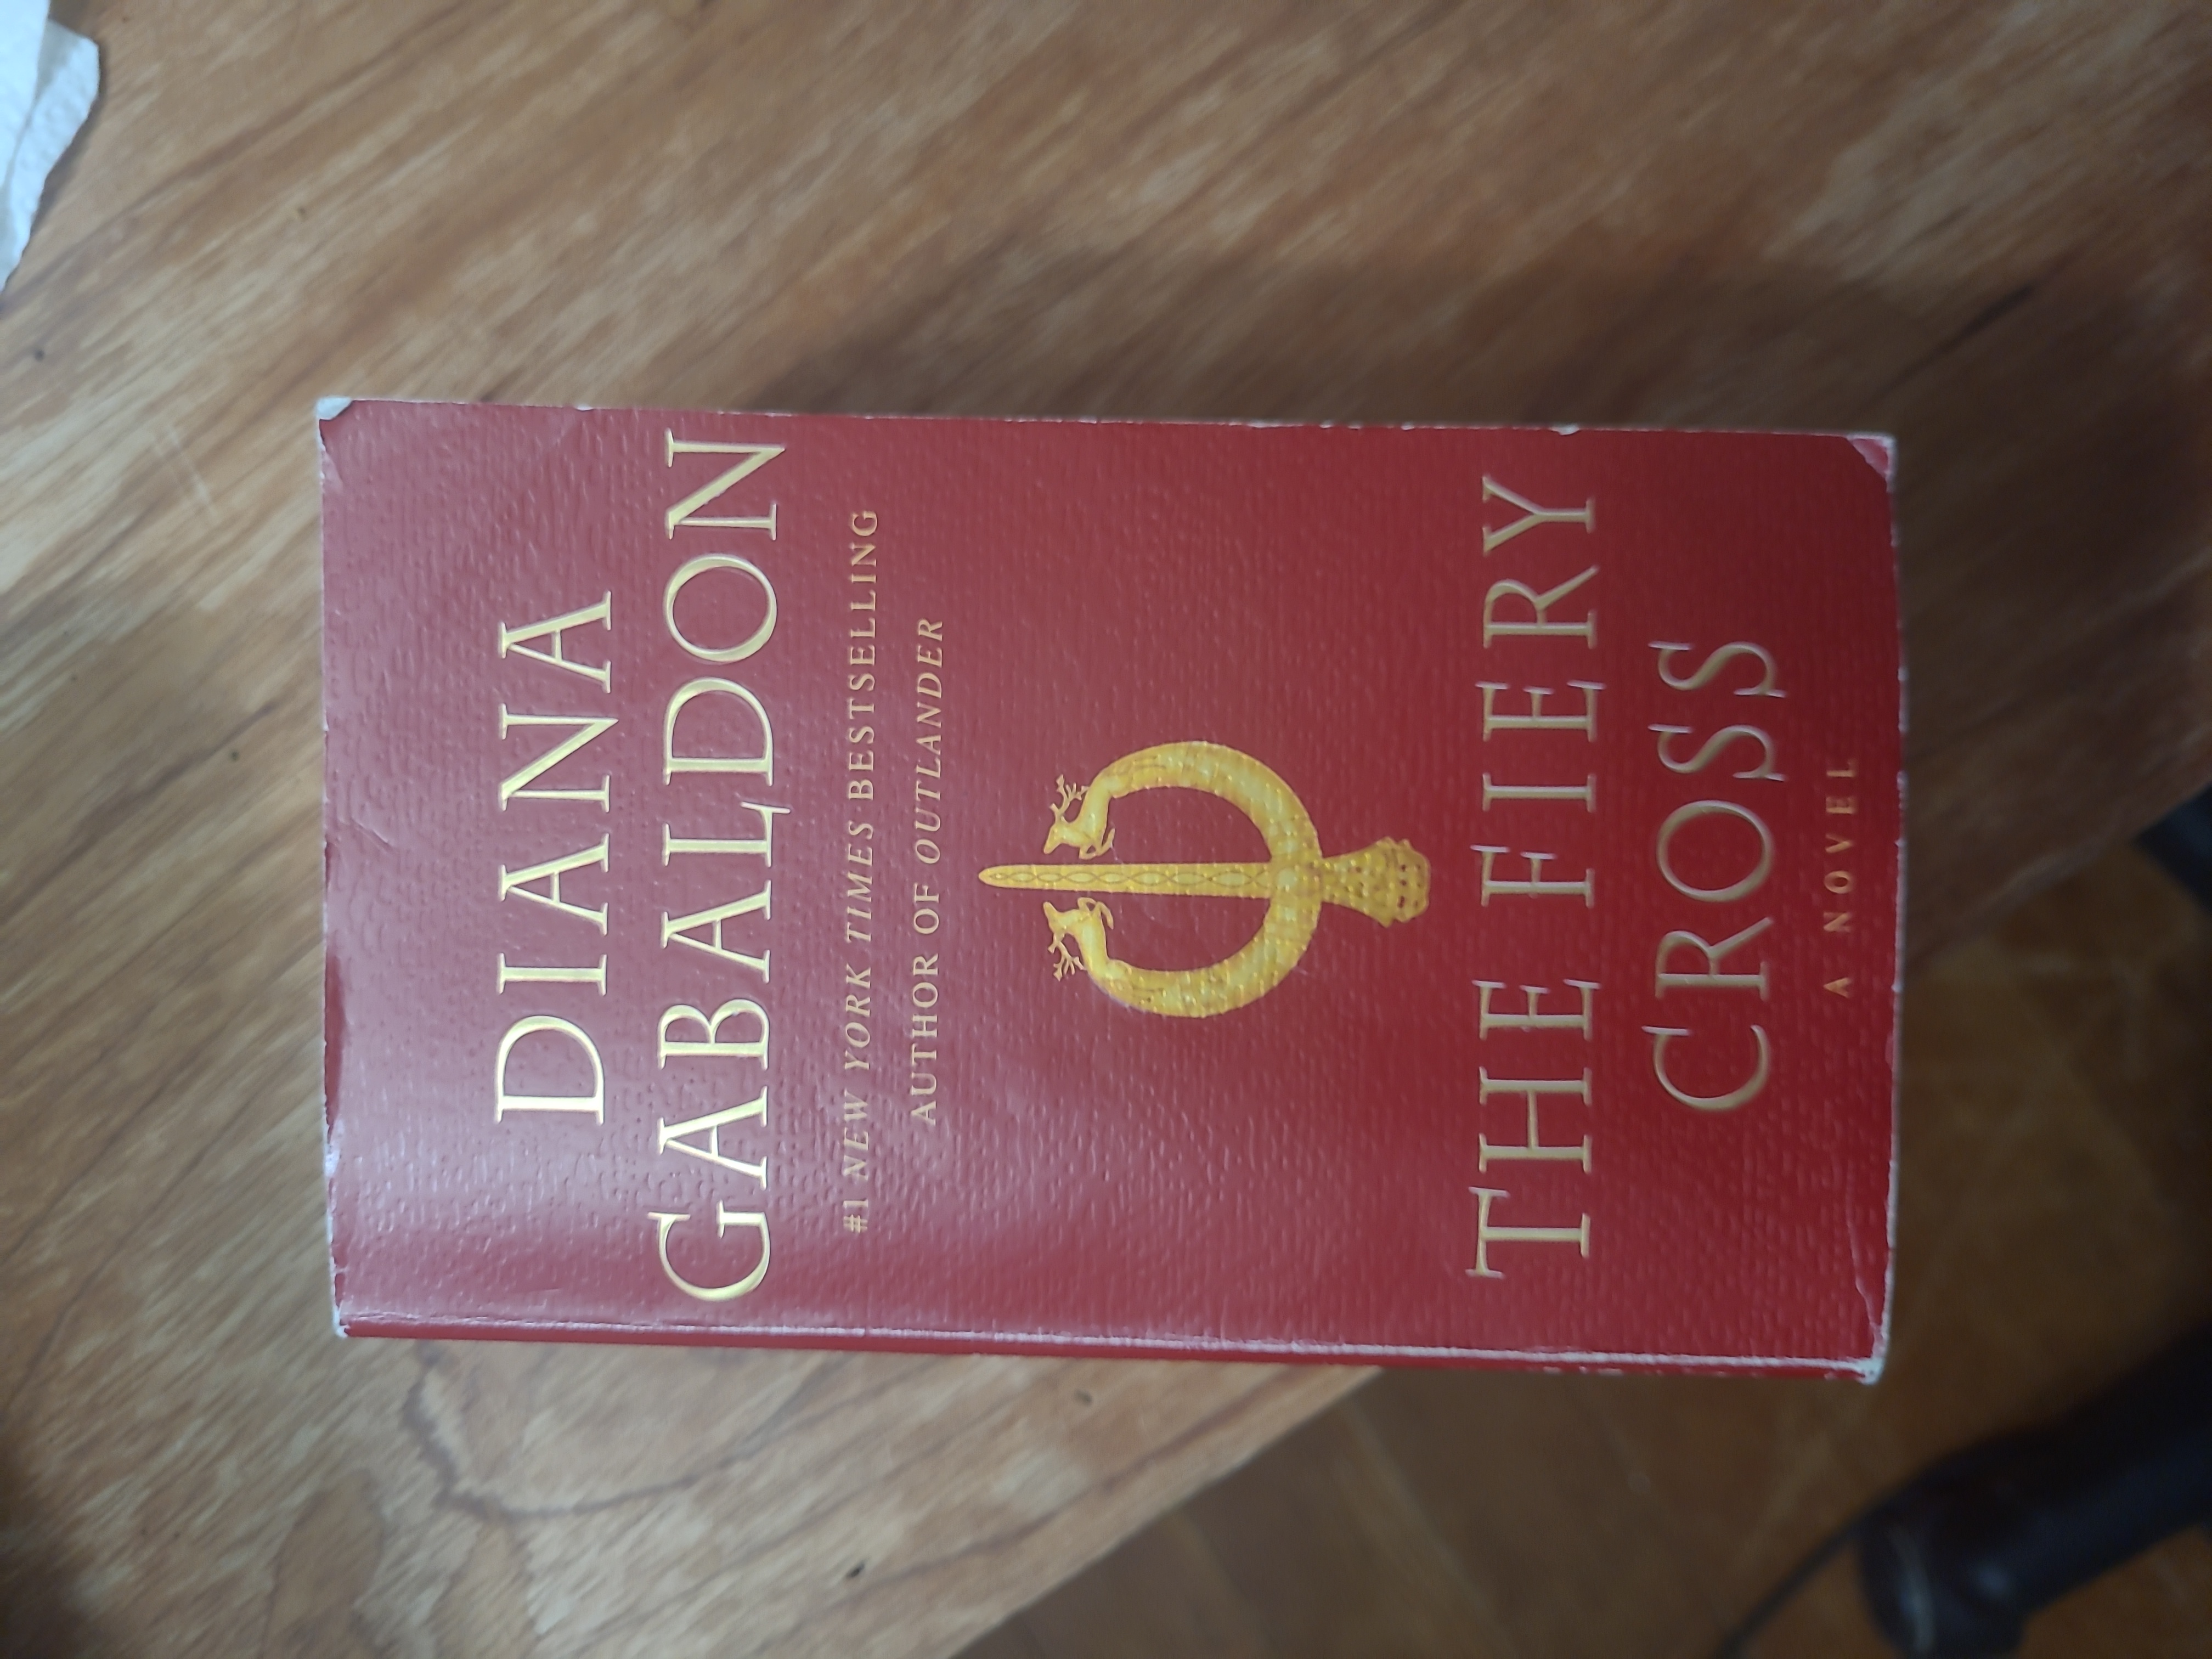 DIANA
GABALDON
#1 NEW YORK TIMES BESTSELLING
AUTHOR OF OUTLANDER
THE FIERY
CROSS
A NOVEL